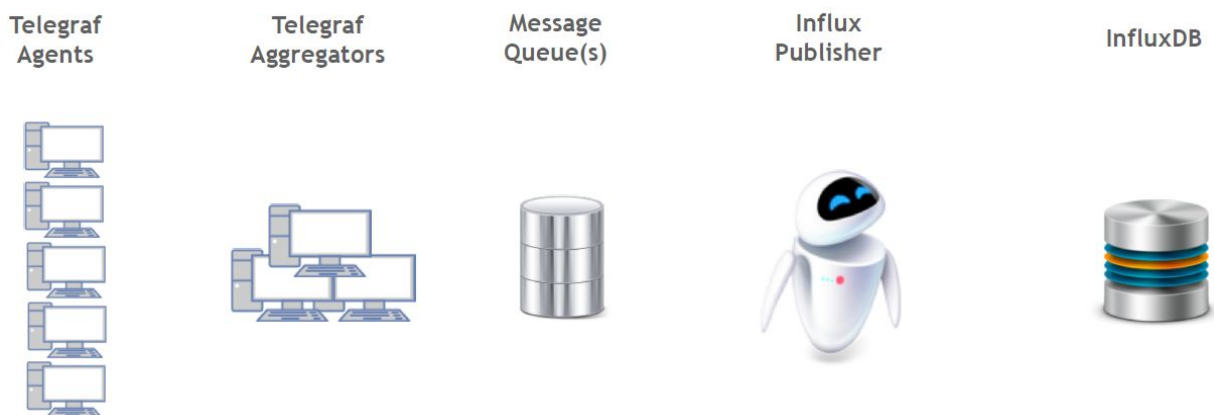 Telegraf
Agents
Telegraf
Aggregators
Message
Queue(s)
Influx
Publisher
InfluxDB